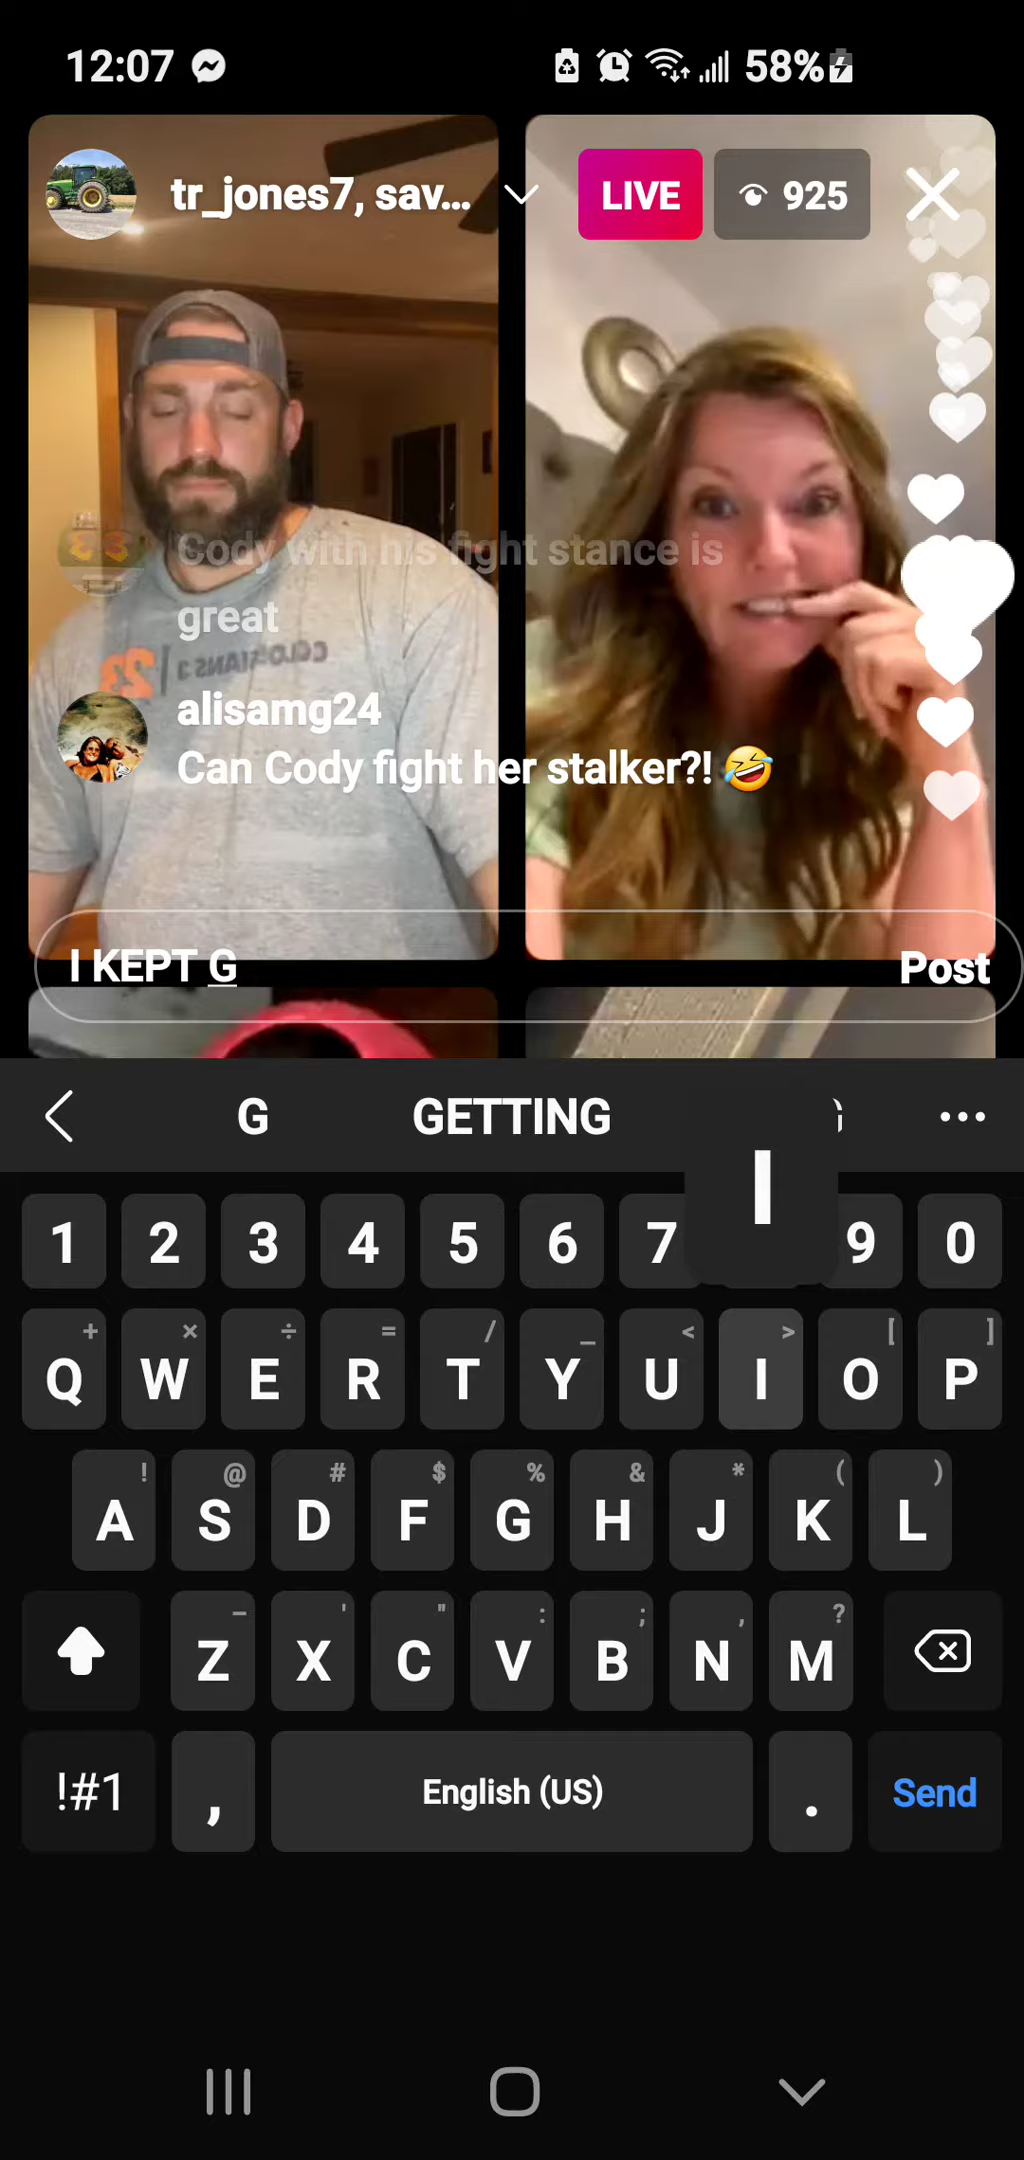 12:07
58%
tr_jones7, sav...
LIVE
925
Cody with his fight stance is
great
alisamg24
Can Cody fight her stalker?! 🤣
I KEPT G
Post
G
GETTING
I
1 2 3 4 5 6 7 9 0
+ × ÷ = / _ < > [ ]
Q W E R T Y U I O P
! @ # $ % & * ( )
A S D F G H J K L
- ' " : ; , ?
Z X C V B N M
!#1 , English (US) . Send